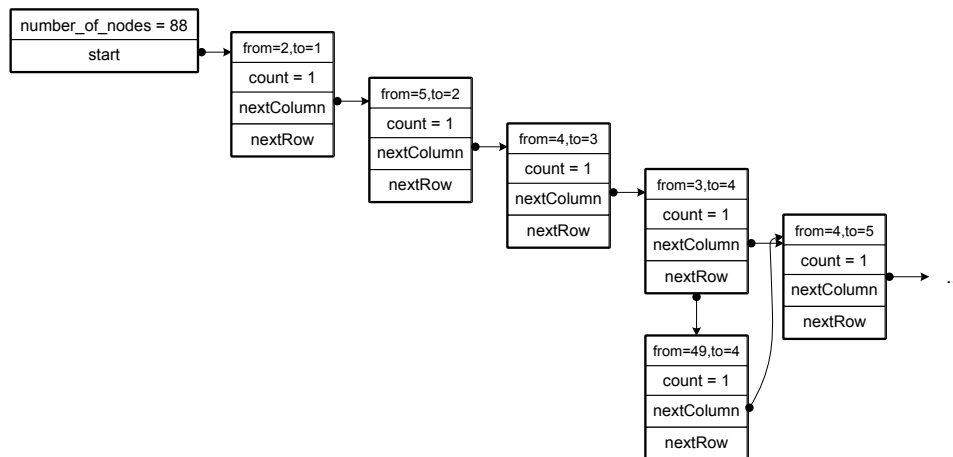 number_of_nodes = 88
start
from=2,to=1
count = 1
nextColumn
nextRow
from=5,to=2
count = 1
nextColumn
nextRow
from=4,to=3
count = 1
nextColumn
nextRow
from=3,to=4
count = 1
nextColumn
nextRow
from=4,to=5
count = 1
nextColumn
nextRow
..
from=49,to=4
count = 1
nextColumn
nextRow